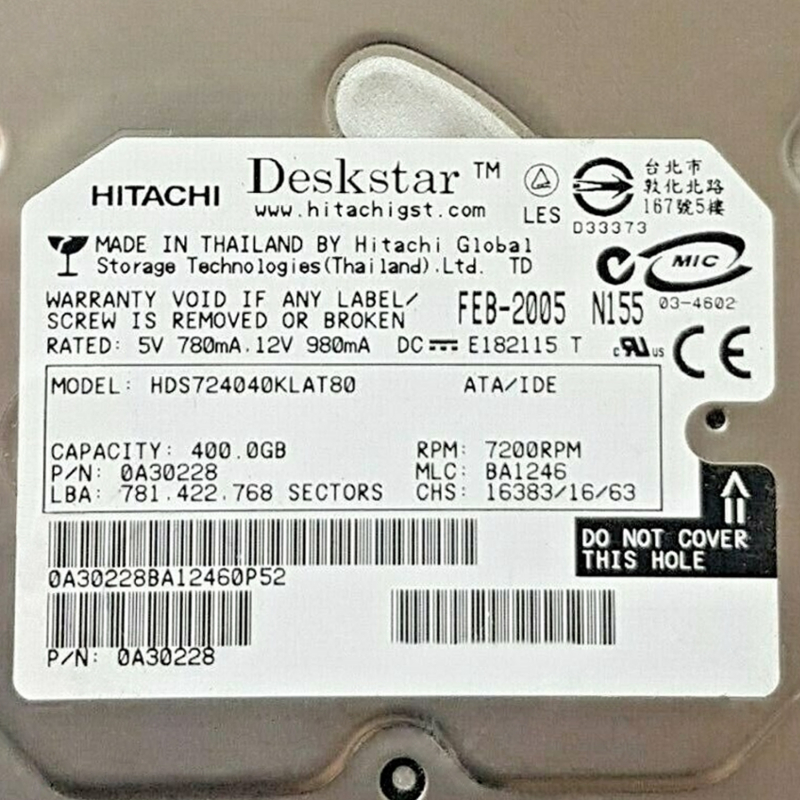 HITACHI Deskstar™
www.hitachigst.com
LES
D33373
台北市
敦化北路
167號5樓
MADE IN THAILAND BY Hitachi Global
Storage Technologies(Thailand).Ltd. TD
MIC
03-4602
WARRANTY VOID IF ANY LABEL/
SCREW IS REMOVED OR BROKEN
FEB-2005 N155
RATED: 5V 780mA.12V 980mA DC E182115 T
c RU us CE
MODEL: HDS724040KLAT80 ATA/IDE
CAPACITY: 400.0GB RPM: 7200RPM
P/N: 0A30228 MLC: BA1246
LBA: 781.422.768 SECTORS CHS: 16383/16/63
DO NOT COVER
THIS HOLE
0A30228BA12460P52
P/N: 0A30228